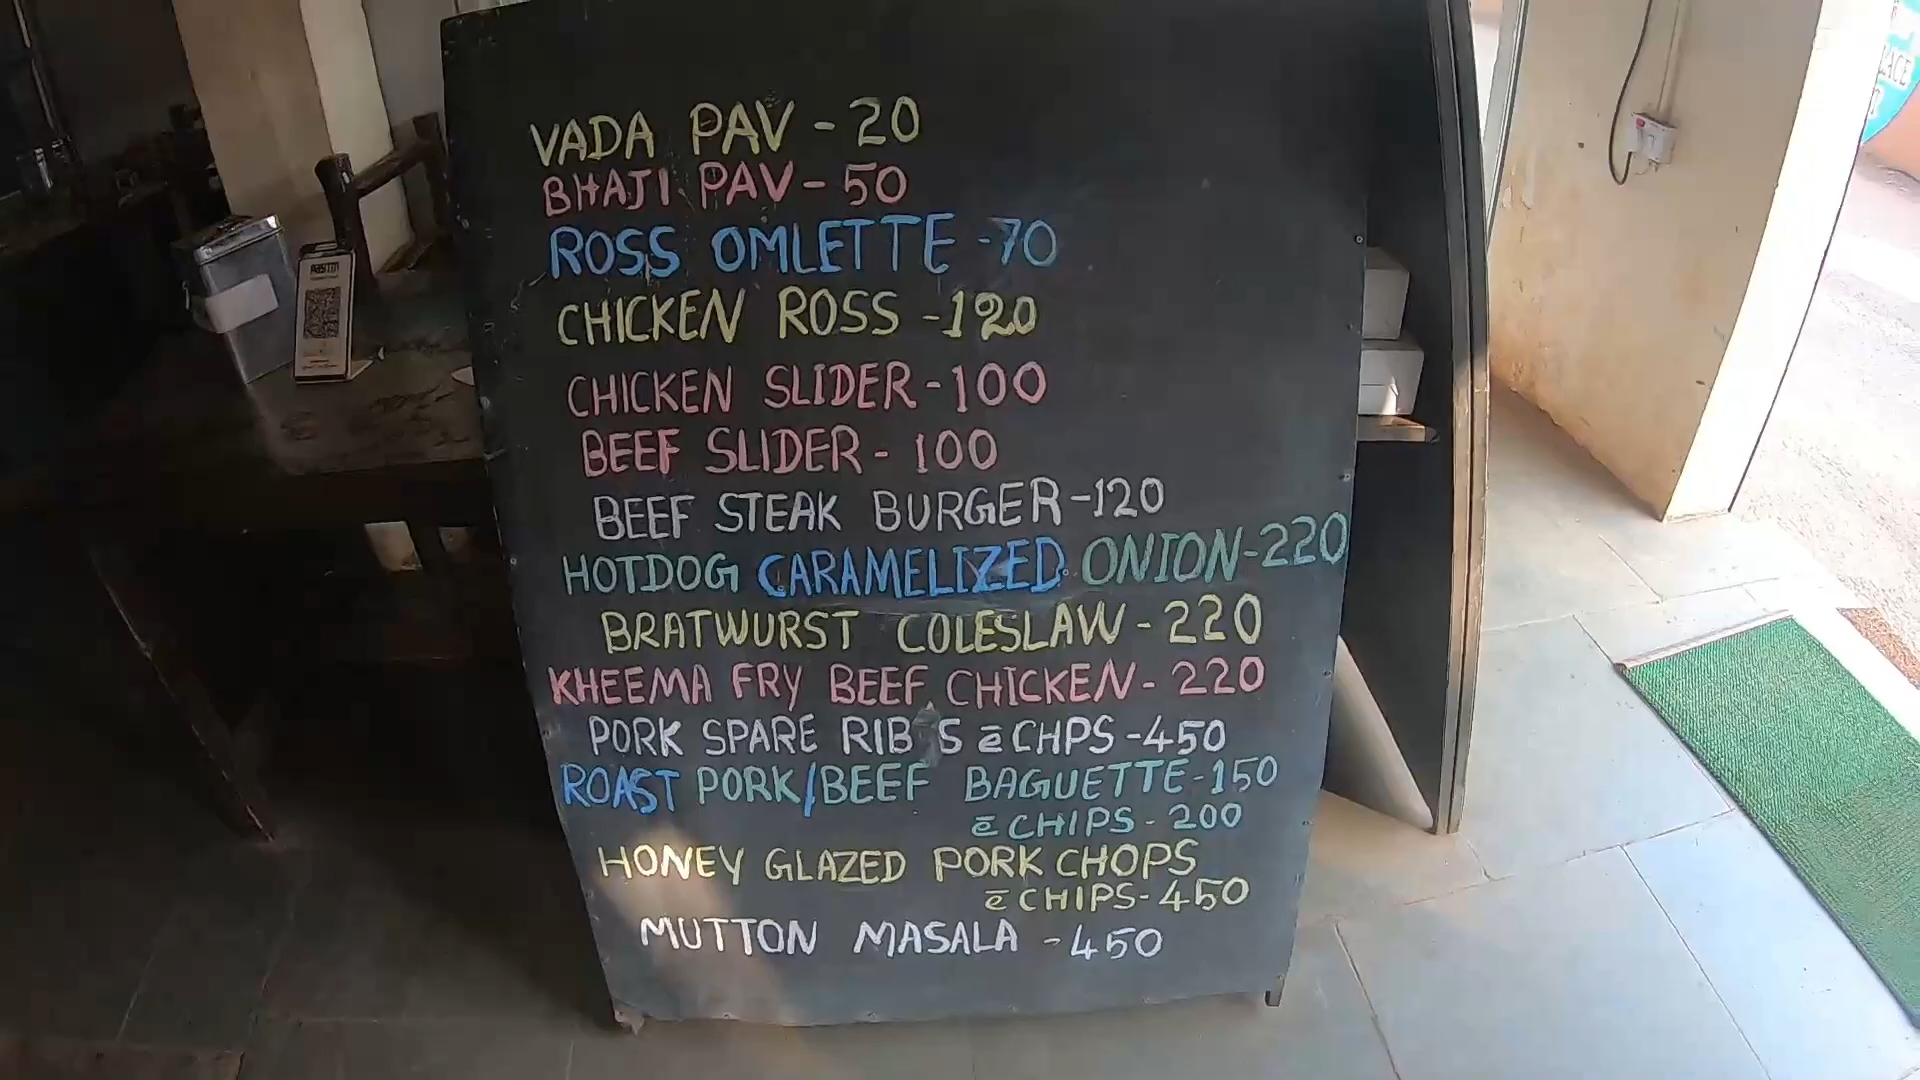 VADA PAV - 20
BHAJI PAV - 50
ROSS OMLETTE -70
CHICKEN ROSS -120
CHICKEN SLIDER-100
BEEF SLIDER- 100
BEEF STEAK BURGER-120
HOTDOG CARAMELIZED ONION-220
BRATWURST COLESLAW - 220
KHEEMA FRY BEEF CHICKEN- 220
PORK SPARE RIB S ē CHPS -450
ROAST PORK/BEEF BAGUETTE-150
ē CHIPS - 200
HONEY GLAZED PORK CHOPS
ē CHIPS- 450
MUTTON MASALA -450
paytm